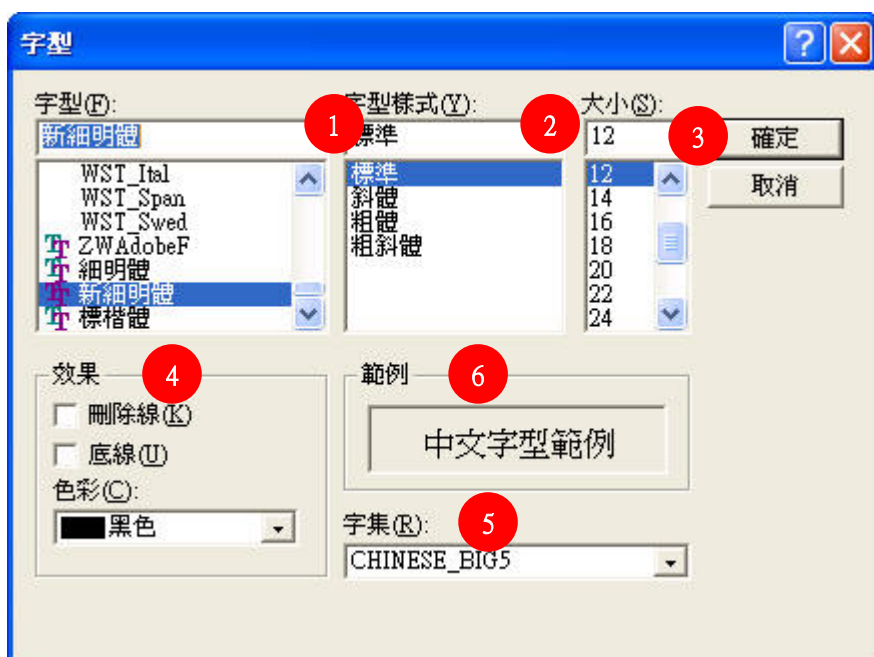 字型
字型(F):
新細明體
WST_Ital
WST_Span
WST_Swed
ZWAdobeF
細明體
新細明體
標楷體
1
字型樣式(Y):
標準
標準
斜體
粗體
粗斜體
2
大小(S):
12
12
14
16
18
20
22
24
3
確定
取消
效果
4
刪除線(K)
底線(U)
色彩(C):
黑色
範例
6
中文字型範例
字集(R):
5
CHINESE_BIG5